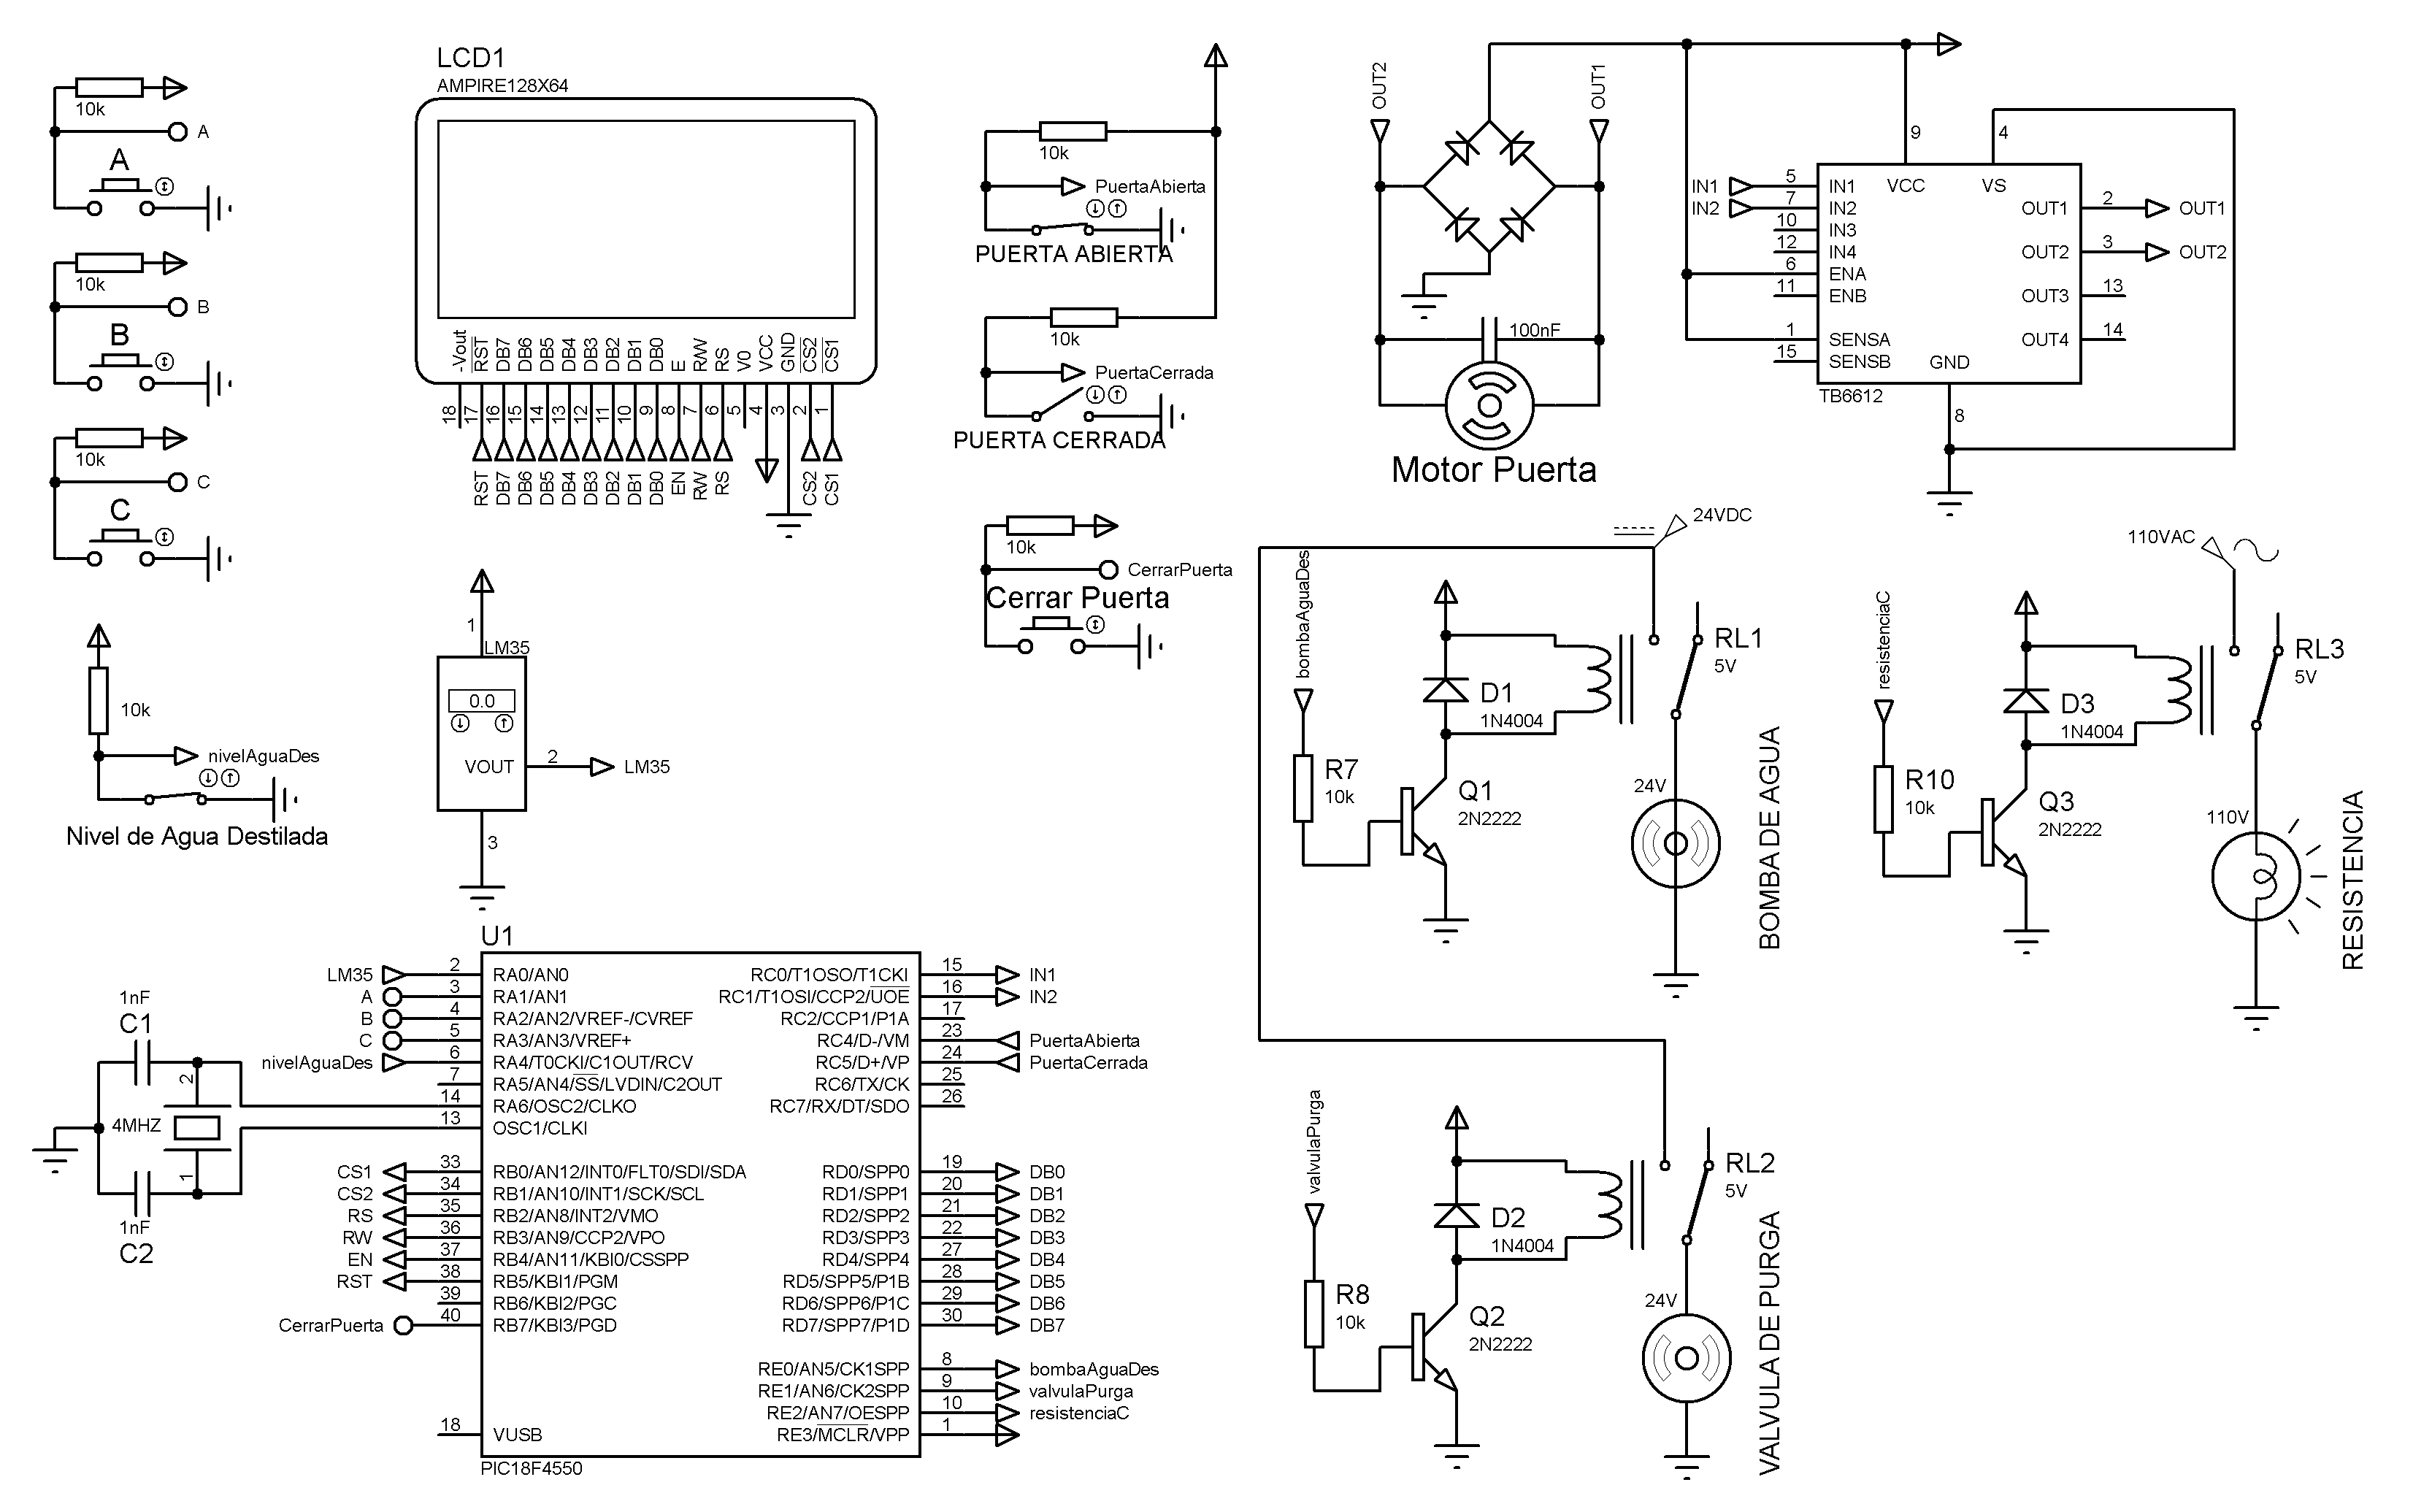 10k
A
A
10k
B
B
10k
C
C
10k
nivelAguaDes
Nivel de Agua Destilada
LCD1
AMPIRE128X64
-Vout
RST
DB7
DB6
DB5
DB4
DB3
DB2
DB1
DB0
E
R/W
RS
V0
VCC
GND
CS2
CS1
18
17
16
15
14
13
12
11
10
9
8
7
6
5
4
3
2
1
RST
DB7
DB6
DB5
DB4
DB3
DB2
DB1
DB0
EN
RW
RS
CS2
CS1
1
LM35
0.0
VOUT
2
LM35
3
10k
PuertaAbierta
PUERTA ABIERTA
10k
PuertaCerrada
PUERTA CERRADA
10k
CerrarPuerta
Cerrar Puerta
OUT2
OUT1
100nF
Motor Puerta
9
4
IN1
5
IN1
VCC
VS
IN2
7
IN2
OUT1
2
OUT1
10
IN3
12
IN4
OUT2
3
OUT2
6
ENA
11
ENB
OUT3
13
1
SENSA
OUT4
14
15
SENSB
GND
TB6612
8
24VDC
bombaAguaDes
RL1
5V
D1
1N4004
R7
10k
Q1
2N2222
24V
BOMBA DE AGUA
110VAC
resistenciaC
RL3
5V
D3
1N4004
R10
10k
Q3
2N2222
110V
RESISTENCIA
valvulaPurga
RL2
5V
D2
1N4004
R8
10k
Q2
2N2222
24V
VALVULA DE PURGA
1nF
C1
2
4MHZ
1
1nF
C2
U1
LM35
2
RA0/AN0
A
3
RA1/AN1
B
4
RA2/AN2/VREF-/CVREF
C
5
RA3/AN3/VREF+
nivelAguaDes
6
RA4/T0CKI/C1OUT/RCV
7
RA5/AN4/SS/LVDIN/C2OUT
14
RA6/OSC2/CLKO
13
OSC1/CLKI
CS1
33
RB0/AN12/INT0/FLT0/SDI/SDA
CS2
34
RB1/AN10/INT1/SCK/SCL
RS
35
RB2/AN8/INT2/VMO
RW
36
RB3/AN9/CCP2/VPO
EN
37
RB4/AN11/KBI0/CSSPP
RST
38
RB5/KBI1/PGM
39
RB6/KBI2/PGC
CerrarPuerta
40
RB7/KBI3/PGD
18
VUSB
PIC18F4550
RC0/T1OSO/T1CKI
15
IN1
RC1/T1OSI/CCP2/UOE
16
IN2
RC2/CCP1/P1A
17
RC4/D-/VM
23
PuertaAbierta
RC5/D+/VP
24
PuertaCerrada
RC6/TX/CK
25
RC7/RX/DT/SDO
26
RD0/SPP0
19
DB0
RD1/SPP1
20
DB1
RD2/SPP2
21
DB2
RD3/SPP3
22
DB3
RD4/SPP4
27
DB4
RD5/SPP5/P1B
28
DB5
RD6/SPP6/P1C
29
DB6
RD7/SPP7/P1D
30
DB7
RE0/AN5/CK1SPP
8
bombaAguaDes
RE1/AN6/CK2SPP
9
valvulaPurga
RE2/AN7/OESPP
10
resistenciaC
RE3/MCLR/VPP
1